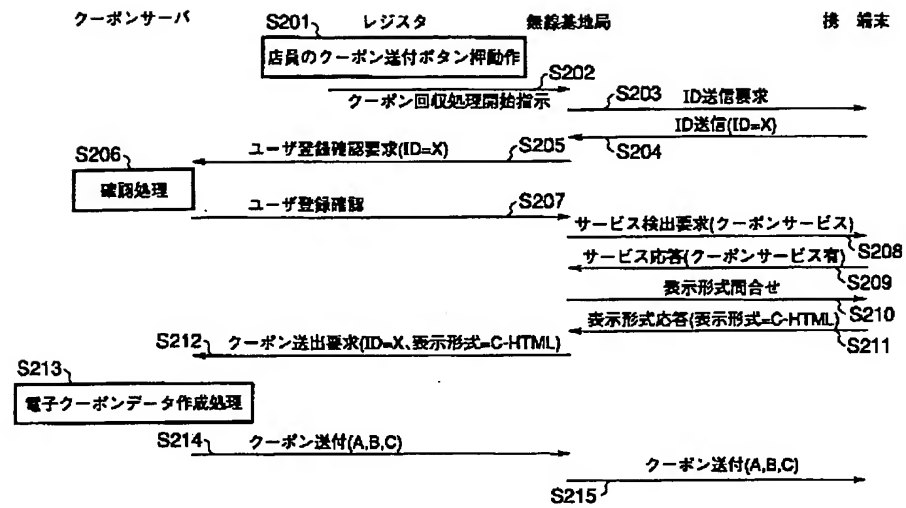 クーポンサーバ レジスタ 無線基地局 携 端末
S201
店員のクーポン送付ボタン押動作
S202
クーポン回収処理開始指示
S203 ID送信要求
ID送信(ID=X)
S204
S205
ユーザ登録確認要求(ID=X)
S206
確認処理
ユーザ登録確認
S207
サービス検出要求(クーポンサービス)
S208
サービス応答(クーポンサービス有)
S209
表示形式問合せ
S210
表示形式応答(表示形式=C-HTML)
S211
S212 クーポン送出要求(ID=X、表示形式=C-HTML)
S213
電子クーポンデータ作成処理
S214 クーポン送付(A,B,C)
クーポン送付(A,B,C)
S215